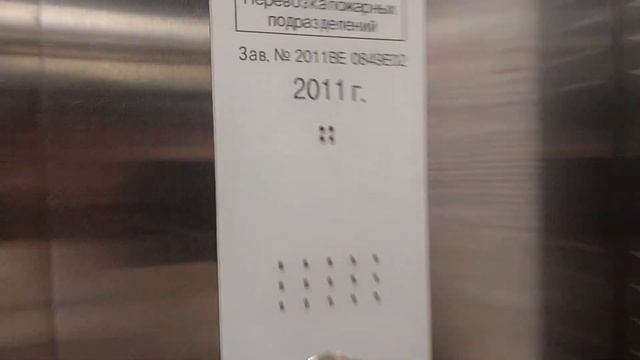 Перевозка пожарных
подразделений
Зав. № 2011BE 0849E02
2011 г.